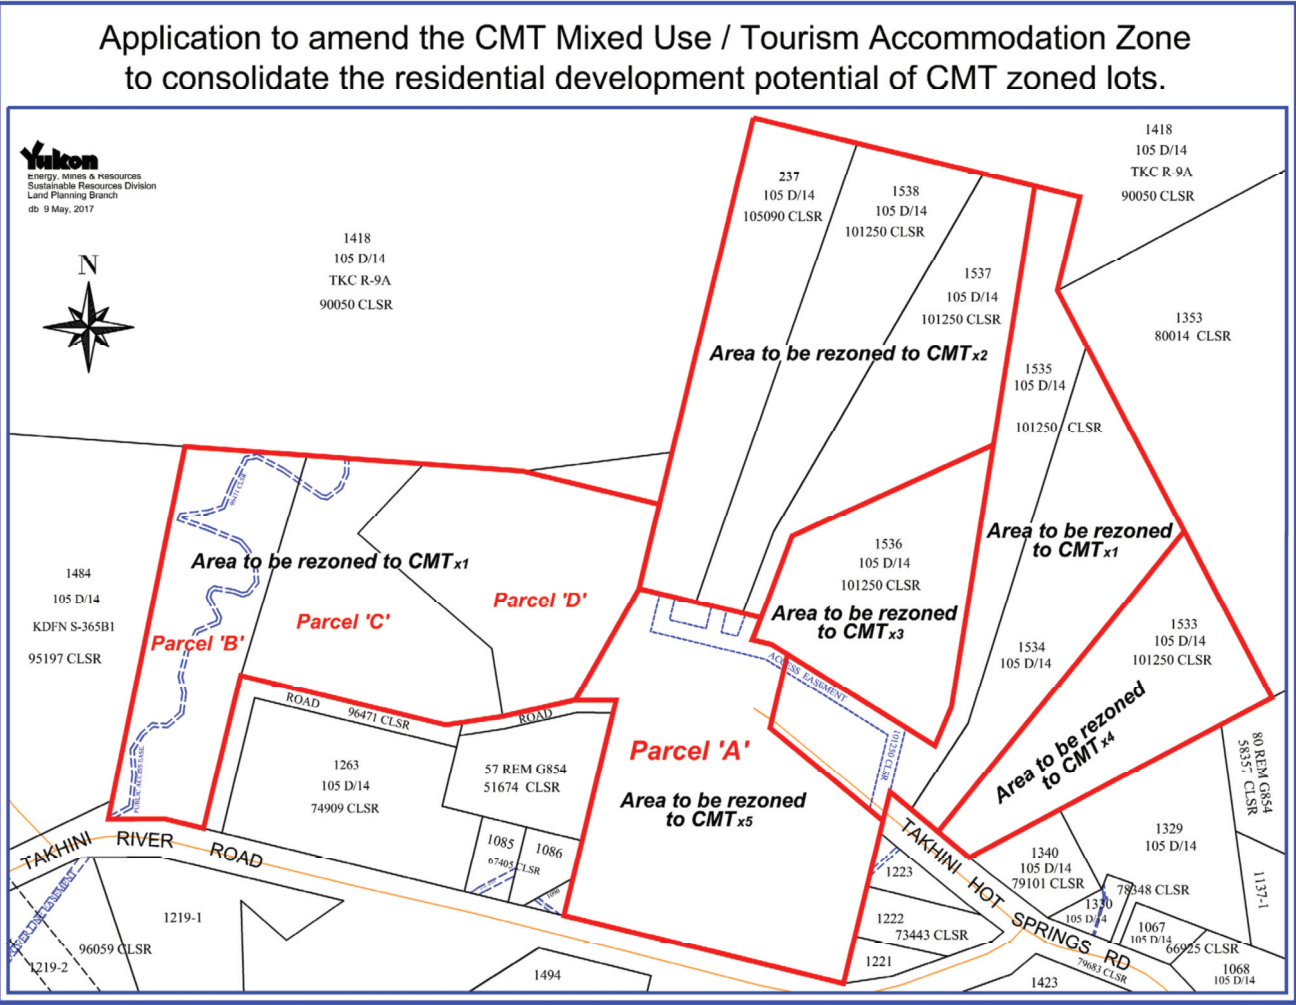 Application to amend the CMT Mixed Use / Tourism Accommodation Zone
to consolidate the residential development potential of CMT zoned lots.
Yukon
Energy, Mines & Resources
Sustainable Resources Division
Land Planning Branch
db 9 May, 2017
N
1418
105 D/14
TKC R-9A
90050 CLSR
237
105 D/14
105090 CLSR
1538
105 D/14
101250 CLSR
1537
105 D/14
101250 CLSR
1418
105 D/14
TKC R-9A
90050 CLSR
1353
80014 CLSR
Area to be rezoned to CMTx2
1535
105 D/14
101250 CLSR
Area to be rezoned
to CMTx1
1536
105 D/14
101250 CLSR
Area to be rezoned
to CMTx3
96471 CLSR
Area to be rezoned to CMTx1
Parcel 'B'
Parcel 'C'
Parcel 'D'
1484
105 D/14
KDFN S-365B1
95197 CLSR
PUBLIC ACCESS EASE
1534
105 D/14
1533
105 D/14
101250 CLSR
Area to be rezoned
to CMTx4
ACCESS EASEMENT
101250 CLSR
ROAD
96471 CLSR
ROAD
1263
105 D/14
74909 CLSR
57 REM G854
51674 CLSR
1085
1086
67405 CLSR
1090
Parcel 'A'
Area to be rezoned
to CMTx5
TAKHINI RIVER ROAD
TAKHINI HOT SPRINGS RD
80 REM G854
58357 CLSR
1329
105 D/14
78348 CLSR
1340
105 D/14
79101 CLSR
1330
105 D/14
1067
105 D/14
66925 CLSR
1068
105 D/14
1137-1
1223
1222
73443 CLSR
1221
79683 CLSR
1423
1494
1219-1
96059 CLSR
1219-2